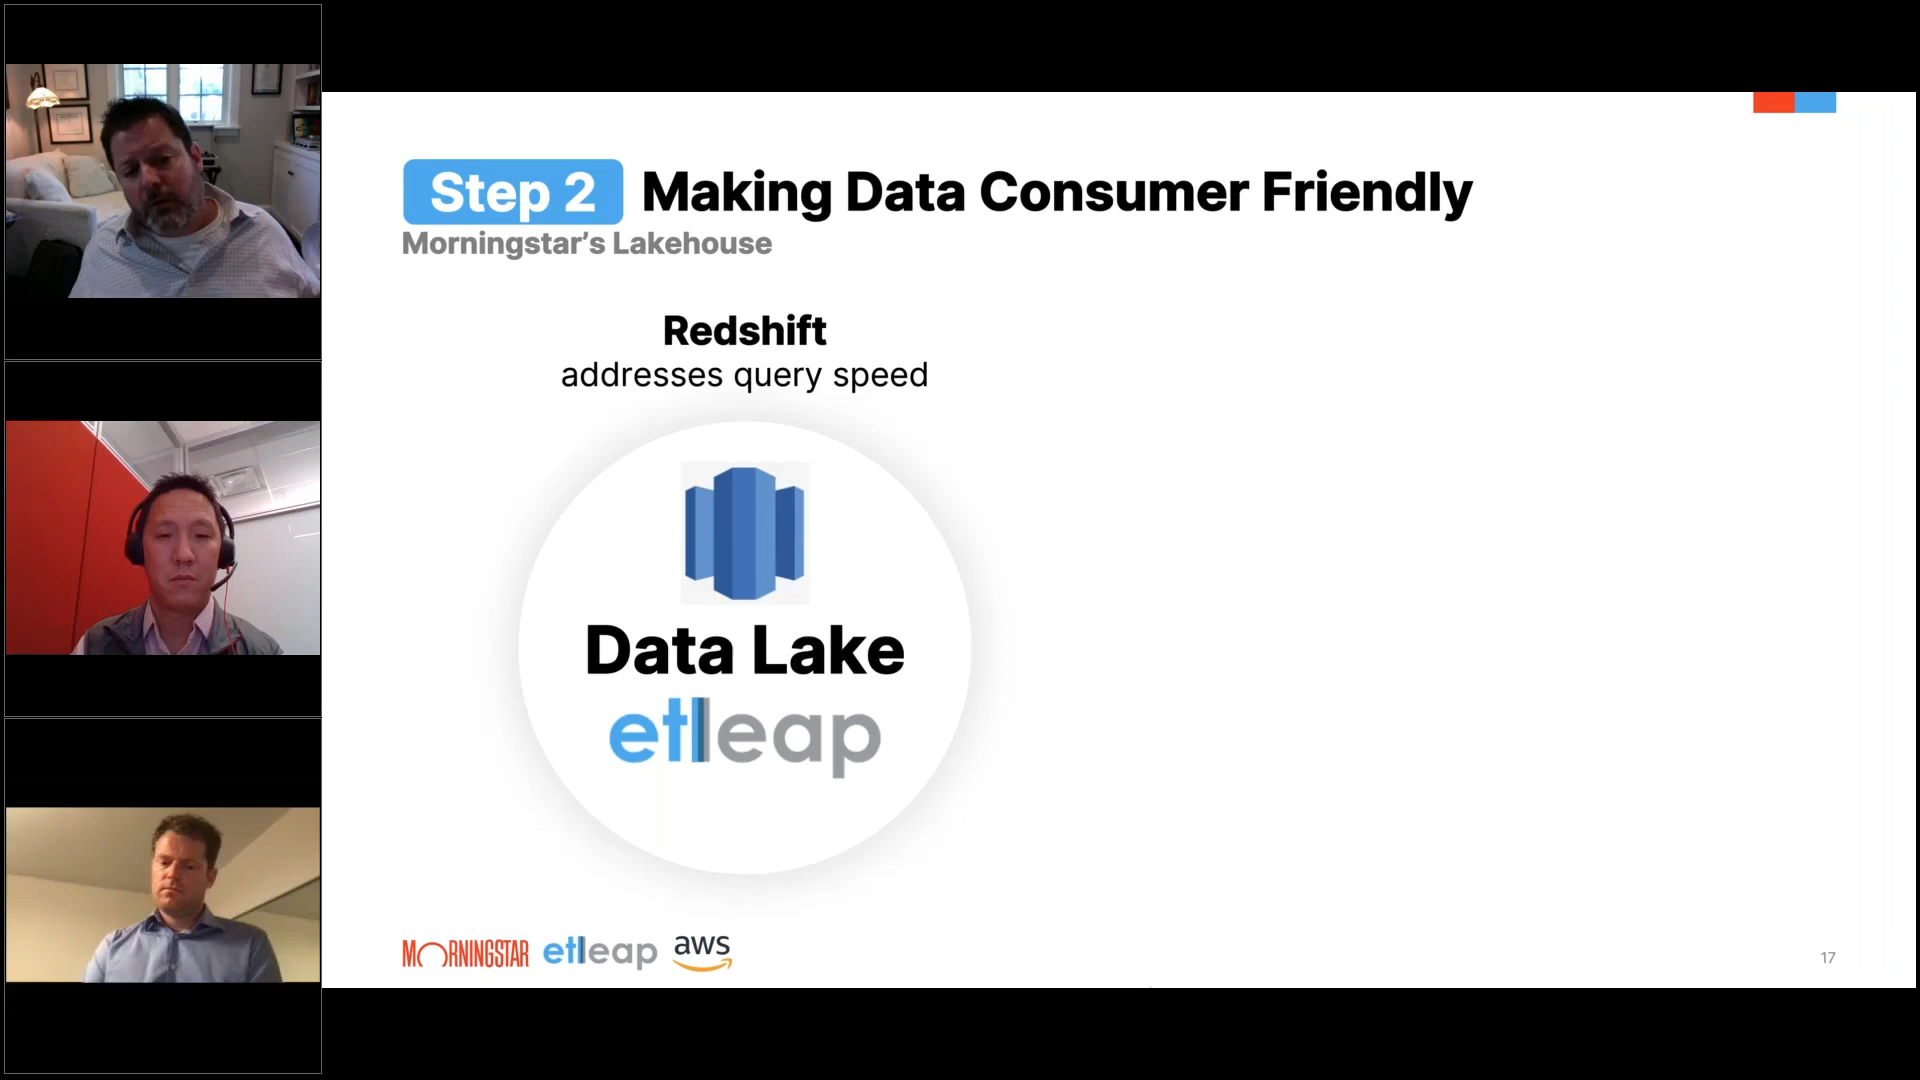 Step 2 Making Data Consumer Friendly
Morningstar's Lakehouse
Redshift
addresses query speed
Data Lake
etleap
MORNINGSTAR etleap aws
17